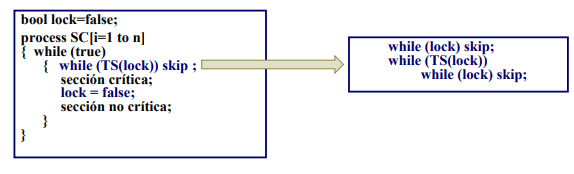 bool lock=false;
process SC[i=1 to n]
{ while (true)
{ while (TS(lock)) skip ;
sección crítica;
lock = false;
sección no crítica;
}
}
while (lock) skip;
while (TS(lock))
while (lock) skip;